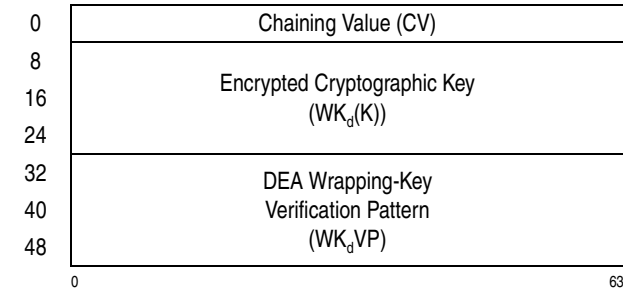 0 Chaining Value (CV)
8
Encrypted Cryptographic Key
16
(WKd(K))
24
32
DEA Wrapping-Key
40 Verification Pattern
48 (WKdVP)
0 63